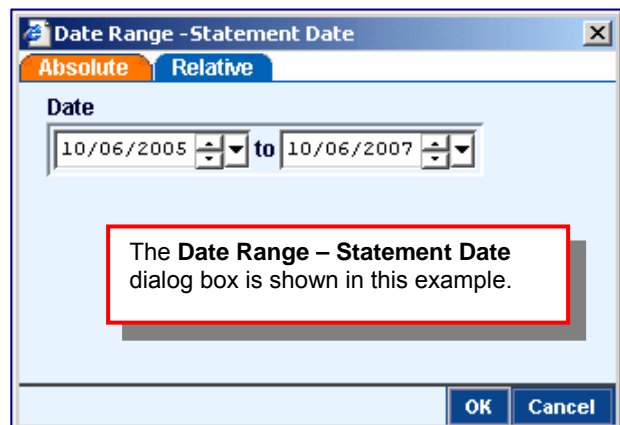 Date Range -Statement Date
Absolute Relative
Date
10/06/2005 to 10/06/2007
The Date Range – Statement Date
dialog box is shown in this example.
OK Cancel